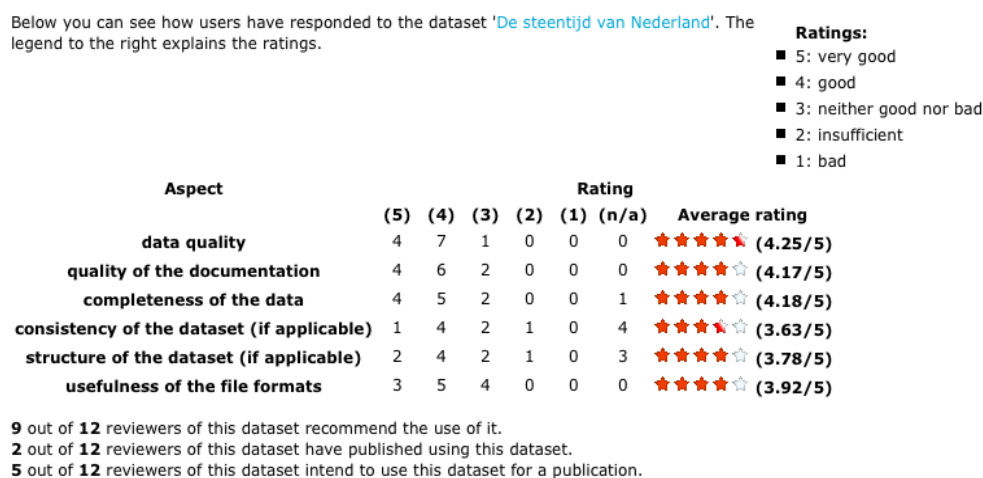 Below you can see how users have responded to the dataset 'De steentijd van Nederland'. The
legend to the right explains the ratings.
Ratings:
5: very good
4: good
3: neither good nor bad
2: insufficient
1: bad
Aspect Rating
(5) (4) (3) (2) (1) (n/a) Average rating
data quality 4 7 1 0 0 0 (4.25/5)
quality of the documentation 4 6 2 0 0 0 (4.17/5)
completeness of the data 4 5 2 0 0 1 (4.18/5)
consistency of the dataset (if applicable) 1 4 2 1 0 4 (3.63/5)
structure of the dataset (if applicable) 2 4 2 1 0 3 (3.78/5)
usefulness of the file formats 3 5 4 0 0 0 (3.92/5)
9 out of 12 reviewers of this dataset recommend the use of it.
2 out of 12 reviewers of this dataset have published using this dataset.
5 out of 12 reviewers of this dataset intend to use this dataset for a publication.